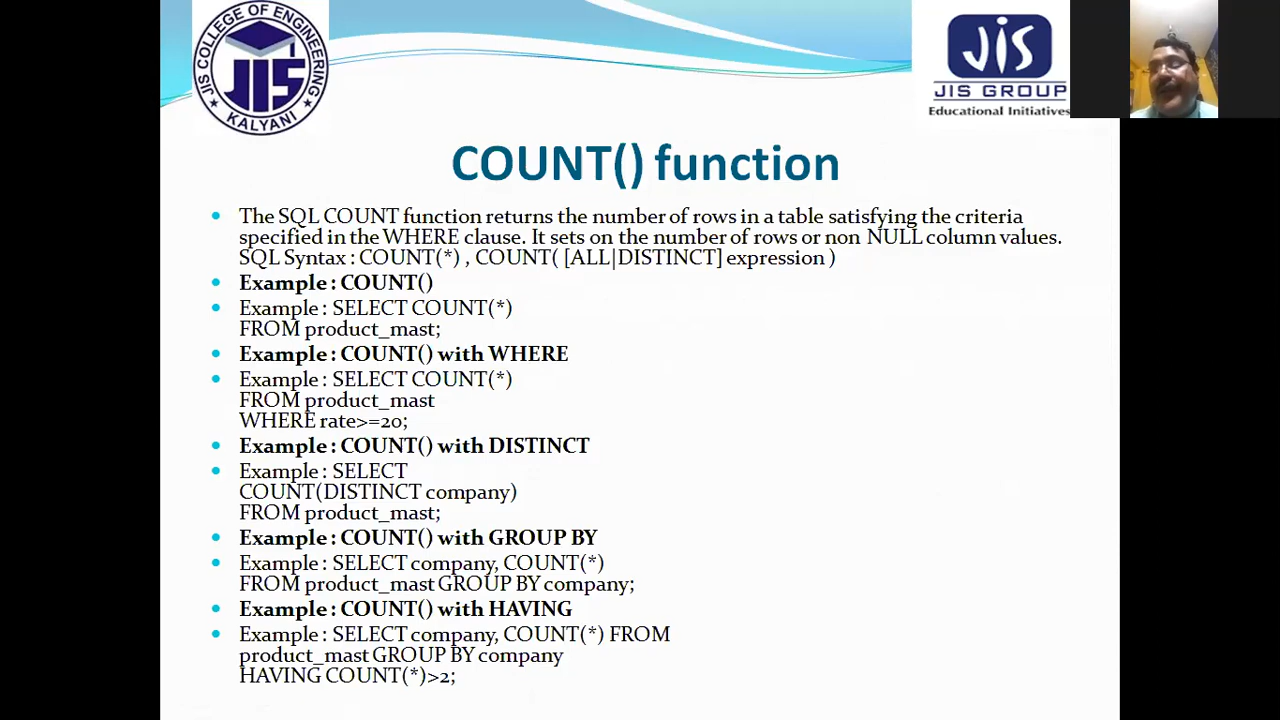 JIS COLLEGE OF ENGINEERING
JIS
KALYANI
JIS
JIS GROUP
Educational Initiatives
COUNT() function
The SQL COUNT function returns the number of rows in a table satisfying the criteria
specified in the WHERE clause. It sets on the number of rows or non NULL column values.
SQL Syntax : COUNT(*) , COUNT( [ALL|DISTINCT] expression )
Example : COUNT()
Example : SELECT COUNT(*)
FROM product_mast;
Example : COUNT() with WHERE
Example : SELECT COUNT(*)
FROM product_mast
WHERE rate>=20;
Example : COUNT() with DISTINCT
Example : SELECT
COUNT(DISTINCT company)
FROM product_mast;
Example : COUNT() with GROUP BY
Example : SELECT company, COUNT(*)
FROM product_mast GROUP BY company;
Example : COUNT() with HAVING
Example : SELECT company, COUNT(*) FROM
product_mast GROUP BY company
HAVING COUNT(*)>2;